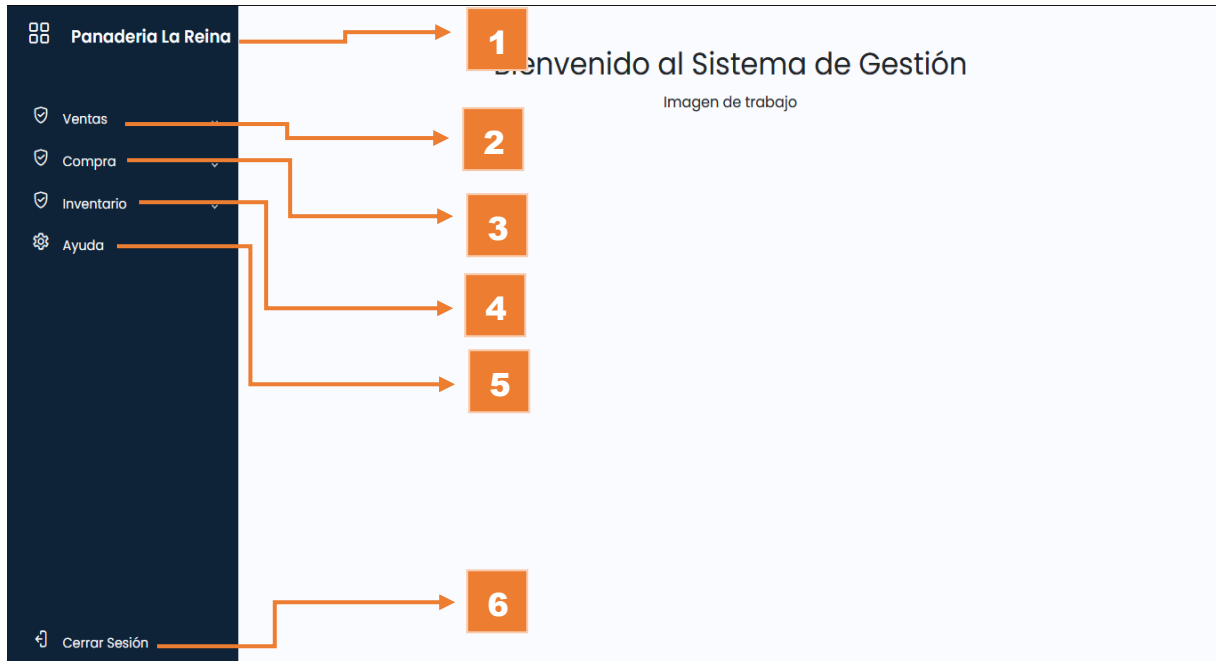 Panaderia La Reina
1
Bienvenido al Sistema de Gestión
Imagen de trabajo
Ventas
2
Compra
3
Inventario
4
Ayuda
5
6
Cerrar Sesión